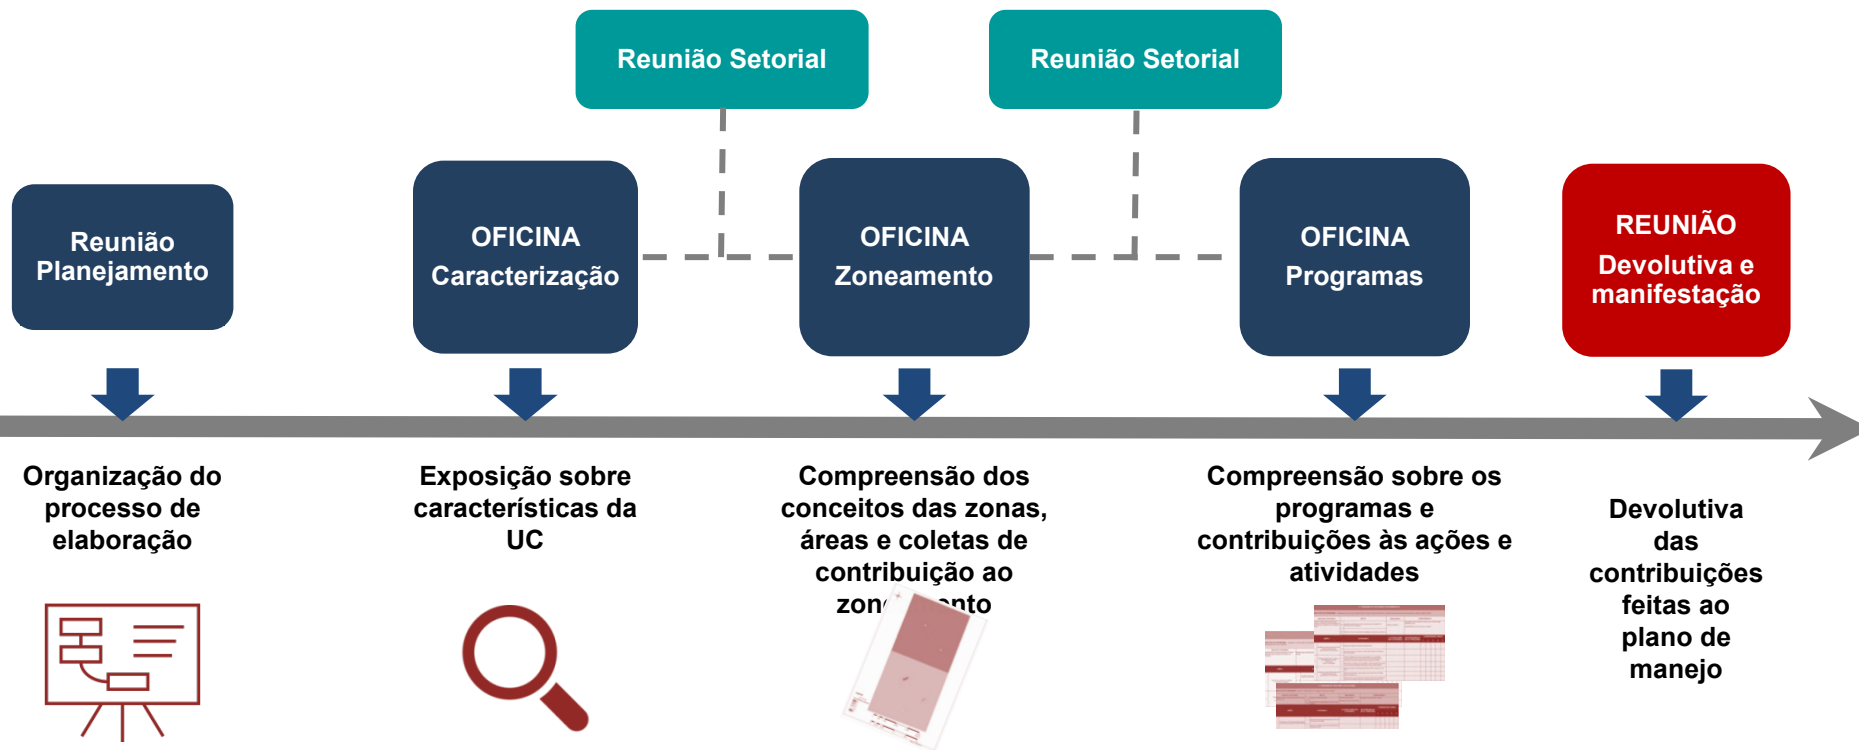 Reunião Setorial
Reunião Setorial
Reunião
Planejamento
OFICINA
Caracterização
OFICINA
Zoneamento
OFICINA
Programas
REUNIÃO
Devolutiva e
manifestação
Organização do
processo de
elaboração
Exposição sobre
características da
UC
Compreensão dos
conceitos das zonas,
áreas e coletas de
contribuição ao
Compreensão sobre os
programas e
contribuições às ações e
atividades
Devolutiva
das
contribuições
feitas ao
plano de
manejo